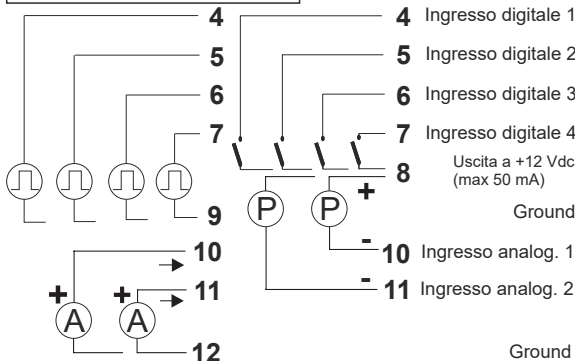 4 4 Ingresso digitale 1
5 5 Ingresso digitale 2
6 6 Ingresso digitale 3
7 7 Ingresso digitale 4
8 Uscita a +12 Vdc
(max 50 mA)
+
P P
9 Ground
10 - 10 Ingresso analog. 1
11 - 11 Ingresso analog. 2
+ +
A A
12 Ground